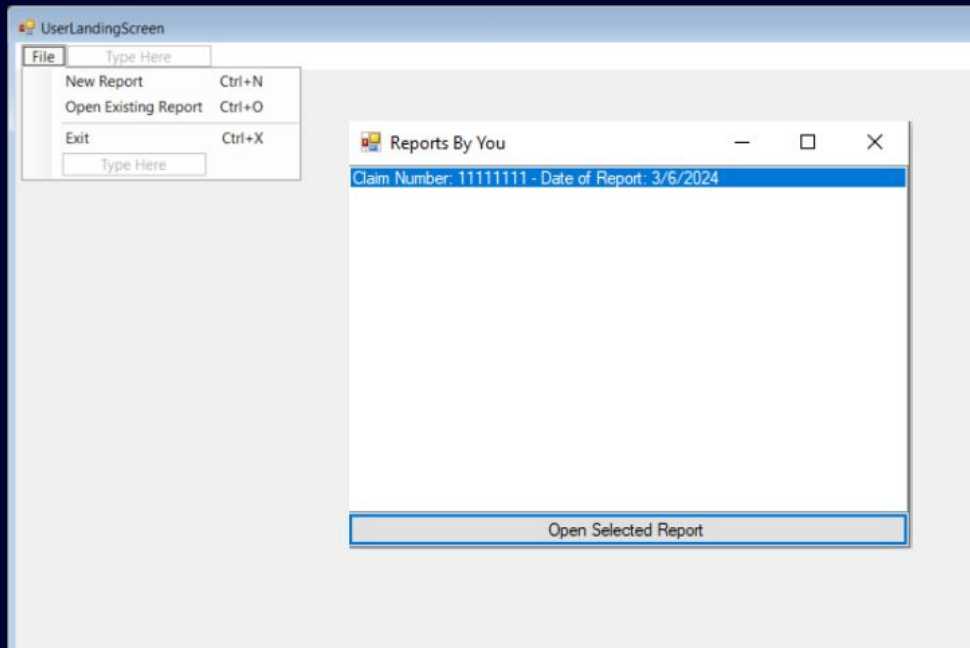 UserLandingScreen
File Type Here
New Report Ctrl+N
Open Existing Report Ctrl+O
Exit Ctrl+X
Type Here
Reports By You
Claim Number: 11111111 - Date of Report: 3/6/2024
Open Selected Report